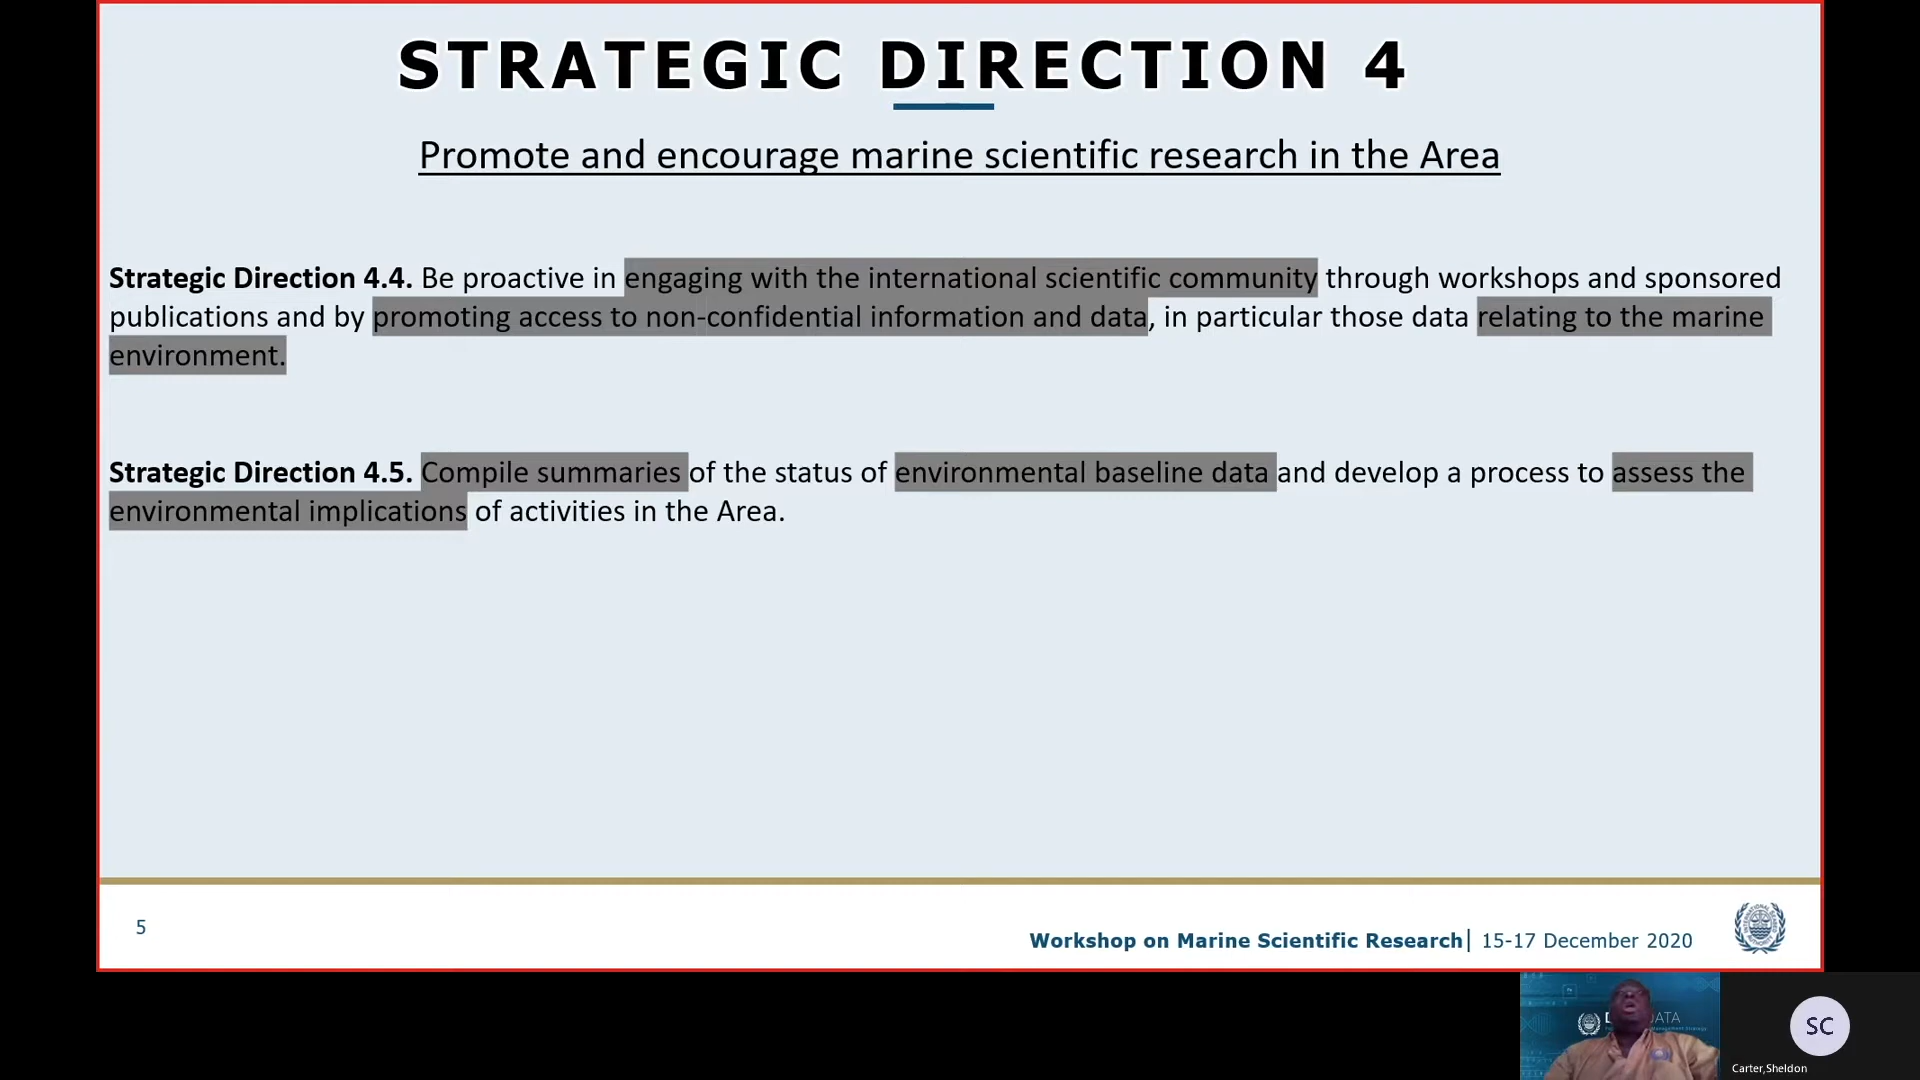 STRATEGIC DIRECTION 4
Promote and encourage marine scientific research in the Area
Strategic Direction 4.4. Be proactive in engaging with the international scientific community through workshops and sponsored
publications and by promoting access to non-confidential information and data, in particular those data relating to the marine
environment.
Strategic Direction 4.5. Compile summaries of the status of environmental baseline data and develop a process to assess the
environmental implications of activities in the Area.
5
Workshop on Marine Scientific Research| 15-17 December 2020
SC
Carter,Sheldon